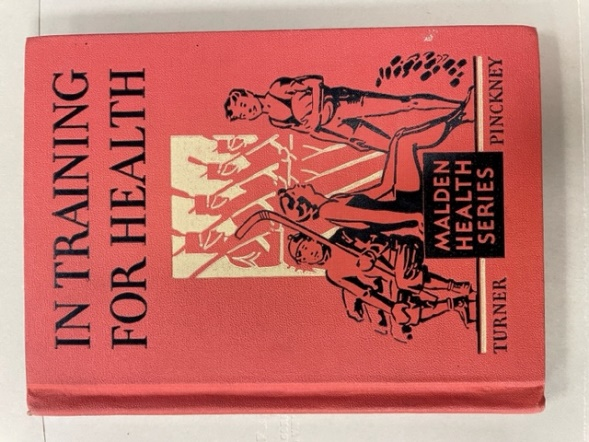 IN TRAINING
FOR HEALTH
MALDEN
HEALTH
SERIES
TURNER PINCKNEY